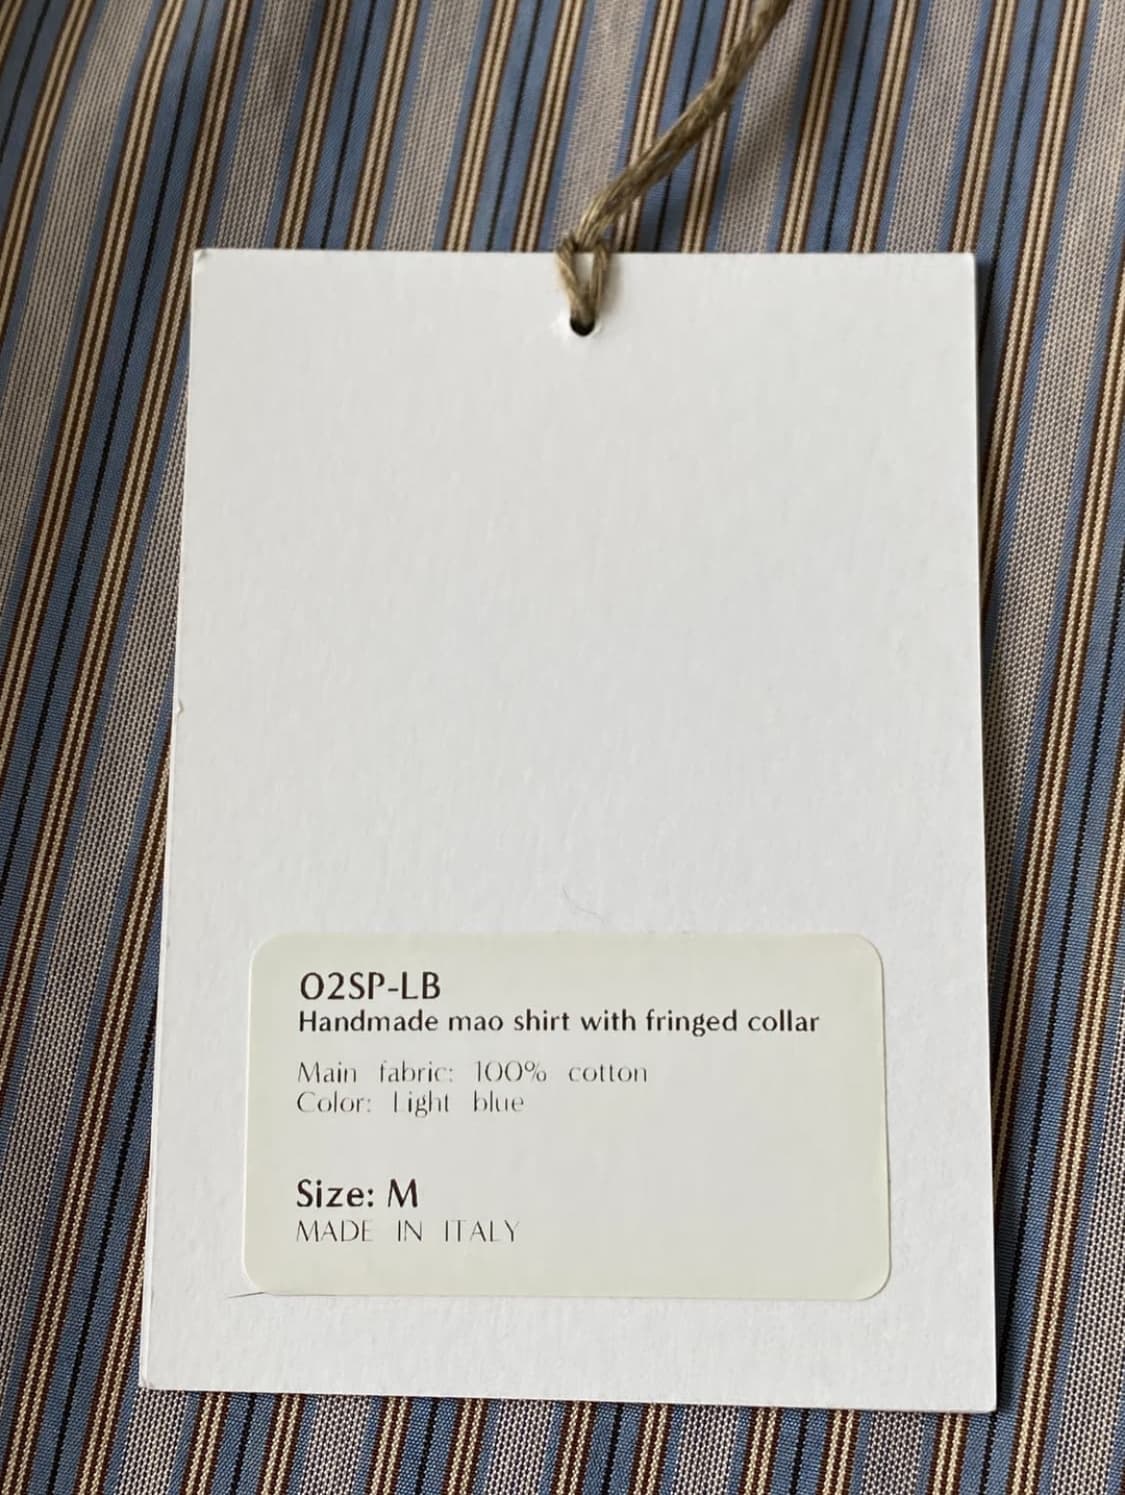 O2SP-LB
Handmade mao shirt with fringed collar
Main fabric: 100% cotton
Color: Light blue
Size: M
MADE IN ITALY